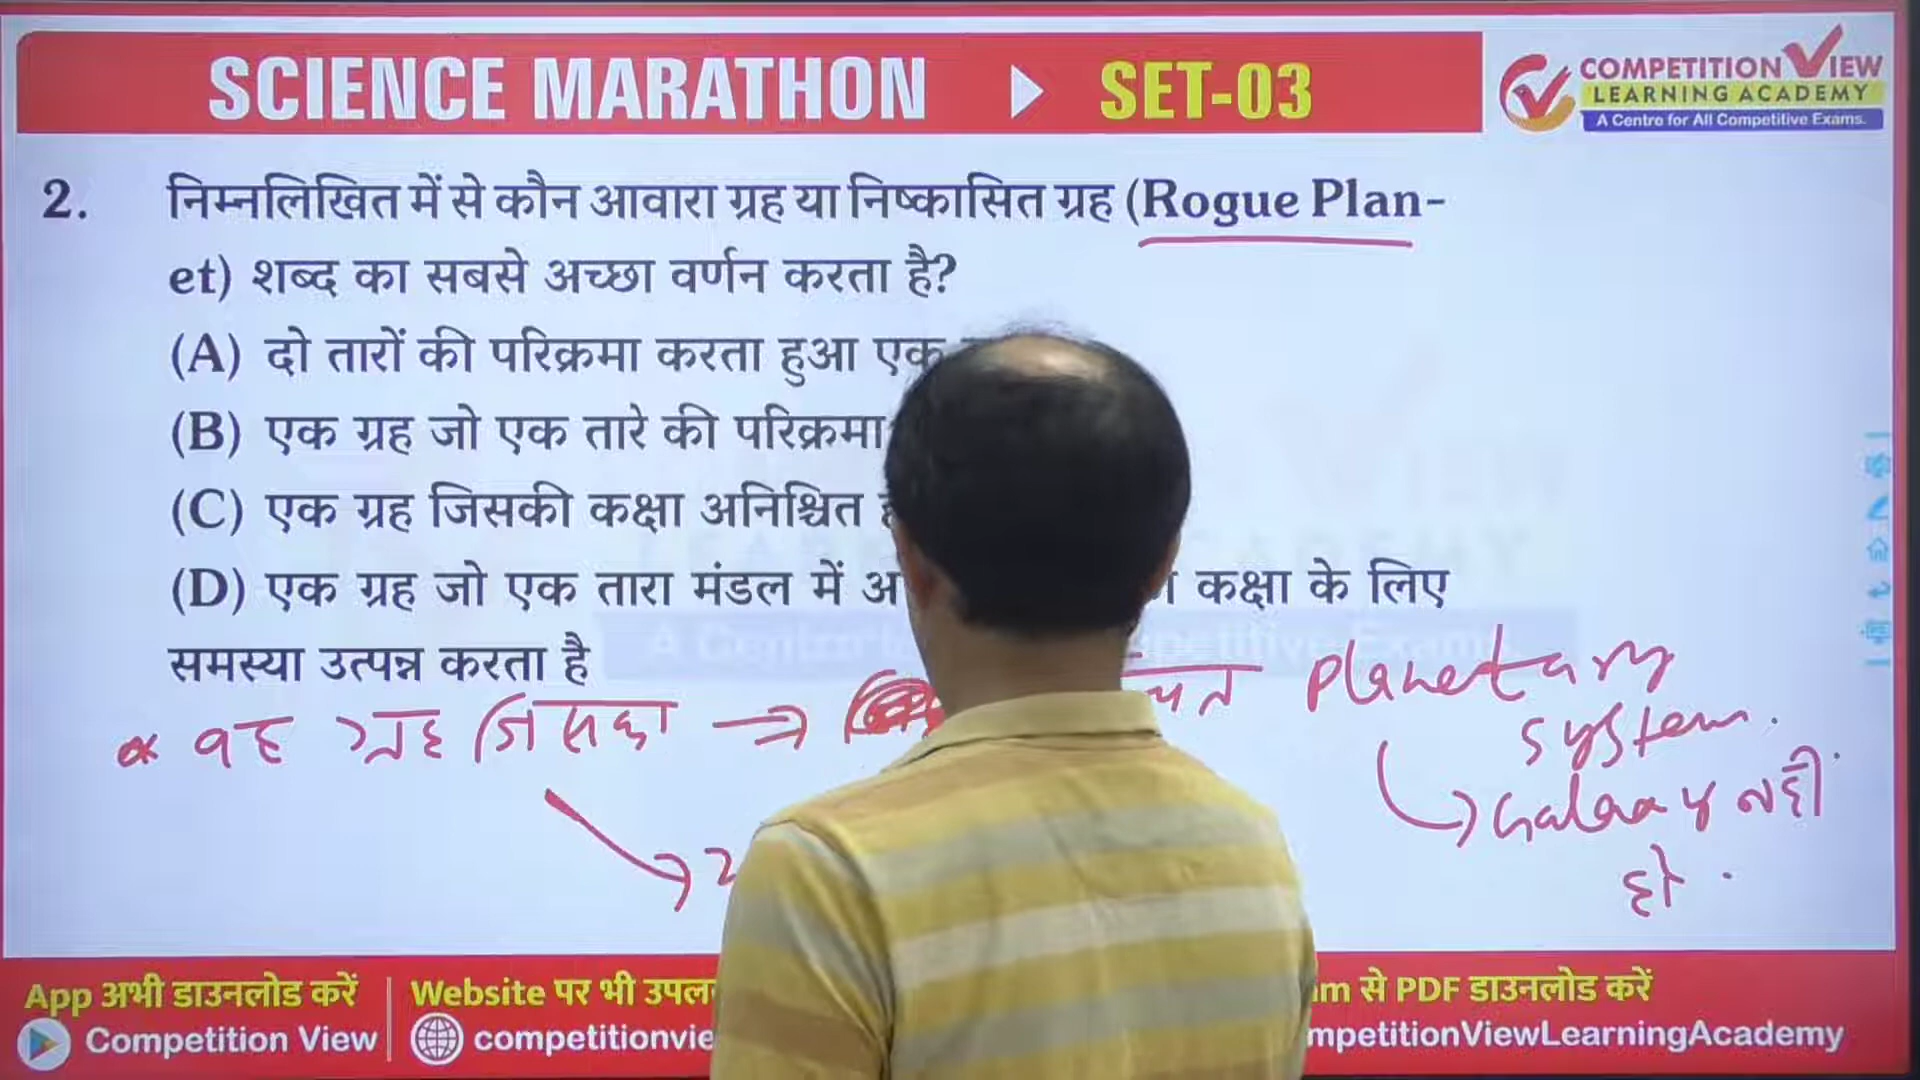 SCIENCE MARATHON SET-03
COMPETITION VIEW
LEARNING ACADEMY
A Centre for All Competitive Exams.
2. निम्नलिखित में से कौन आवारा ग्रह या निष्कासित ग्रह (Rogue Plan-
et) शब्द का सबसे अच्छा वर्णन करता है?
(A) दो तारों की परिक्रमा करता हुआ एक
(B) एक ग्रह जो एक तारे की परिक्रमा
(C) एक ग्रह जिसकी कक्षा अनिश्चित
(D) एक ग्रह जो एक तारा मंडल में कक्षा के लिए
समस्या उत्पन्न करता है
वह ग्रह जिसका → Planetary
system.
→ Galaxy नहीं
हो.
App अभी डाउनलोड करें
Competition View
Website पर भी
से PDF डाउनलोड करें